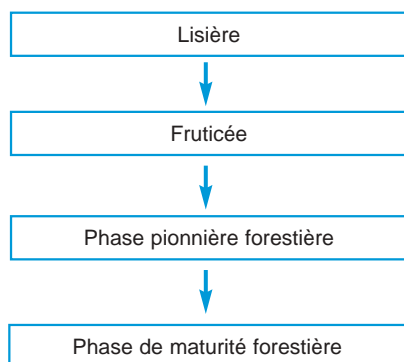 Lisière
Fruticée
Phase pionnière forestière
Phase de maturité forestière